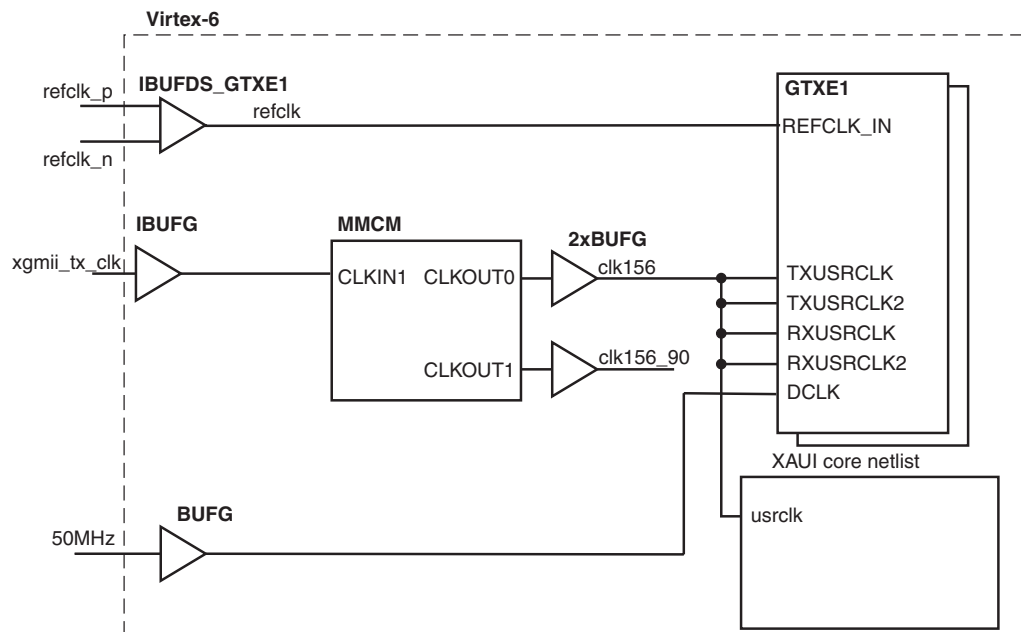 Virtex-6
IBUFDS_GTXE1
GTXE1
refclk_p
refclk
REFCLK_IN
refclk_n
IBUFG
MMCM
2xBUFG
xgmii_tx_clk
CLKIN1
CLKOUT0
clk156
TXUSRCLK
TXUSRCLK2
RXUSRCLK
clk156_90
RXUSRCLK2
CLKOUT1
DCLK
XAUI core netlist
BUFG
usrclk
50MHz